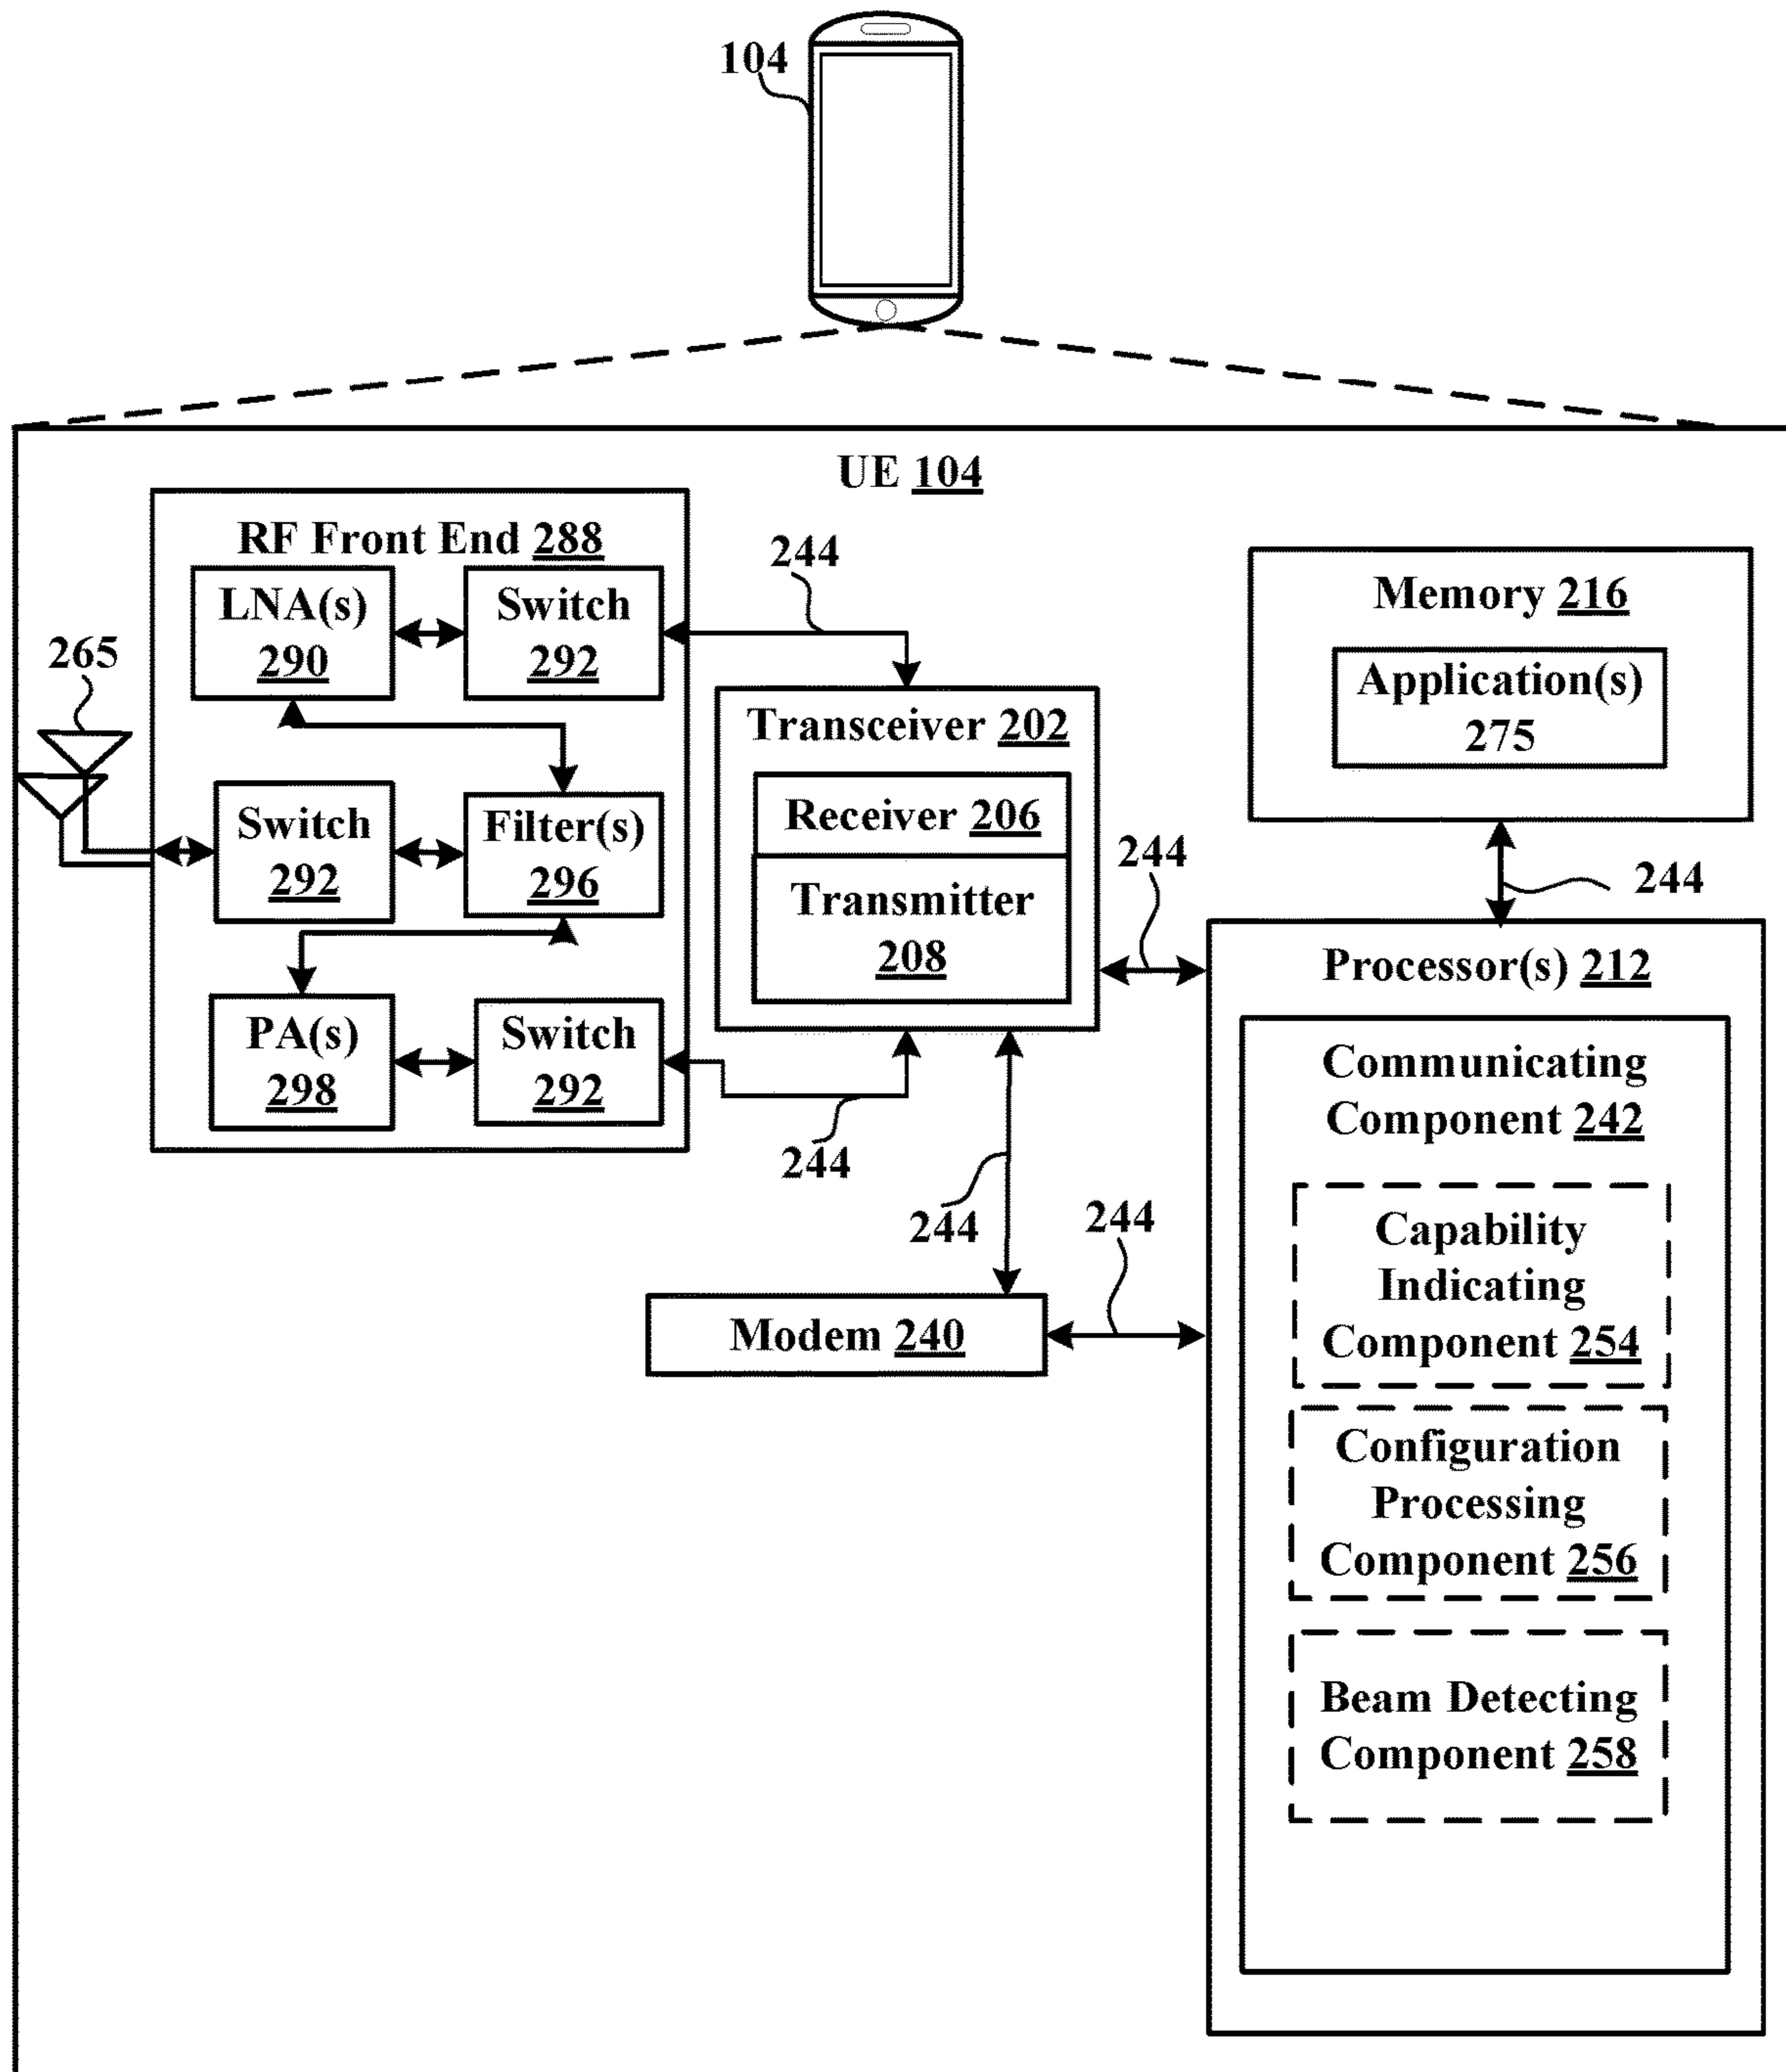 104
UE 104
RF Front End 288
LNA(s)
290
Switch
292
244
265
Switch
292
Filter(s)
296
PA(s)
298
Switch
292
244
Transceiver 202
Receiver 206
Transmitter
208
244
244
Modem 240
244
Memory 216
Application(s)
275
244
Processor(s) 212
Communicating
Component 242
Capability
Indicating
Component 254
Configuration
Processing
Component 256
Beam Detecting
Component 258